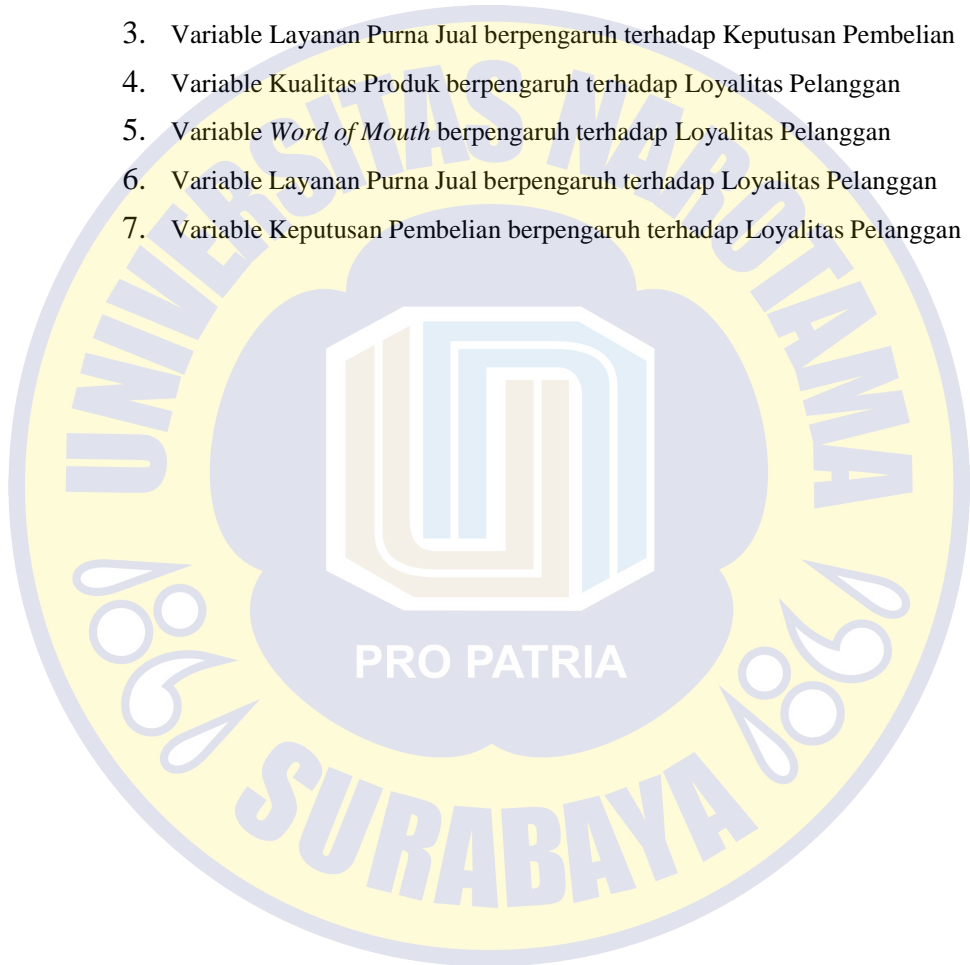 3. Variable Layanan Purna Jual berpengaruh terhadap Keputusan Pembelian
4. Variable Kualitas Produk berpengaruh terhadap Loyalitas Pelanggan
5. Variable Word of Mouth berpengaruh terhadap Loyalitas Pelanggan
6. Variable Layanan Purna Jual berpengaruh terhadap Loyalitas Pelanggan
7. Variable Keputusan Pembelian berpengaruh terhadap Loyalitas Pelanggan
UNIVERSITAS NAROTAMA
PRO PATRIA
SURABAYA